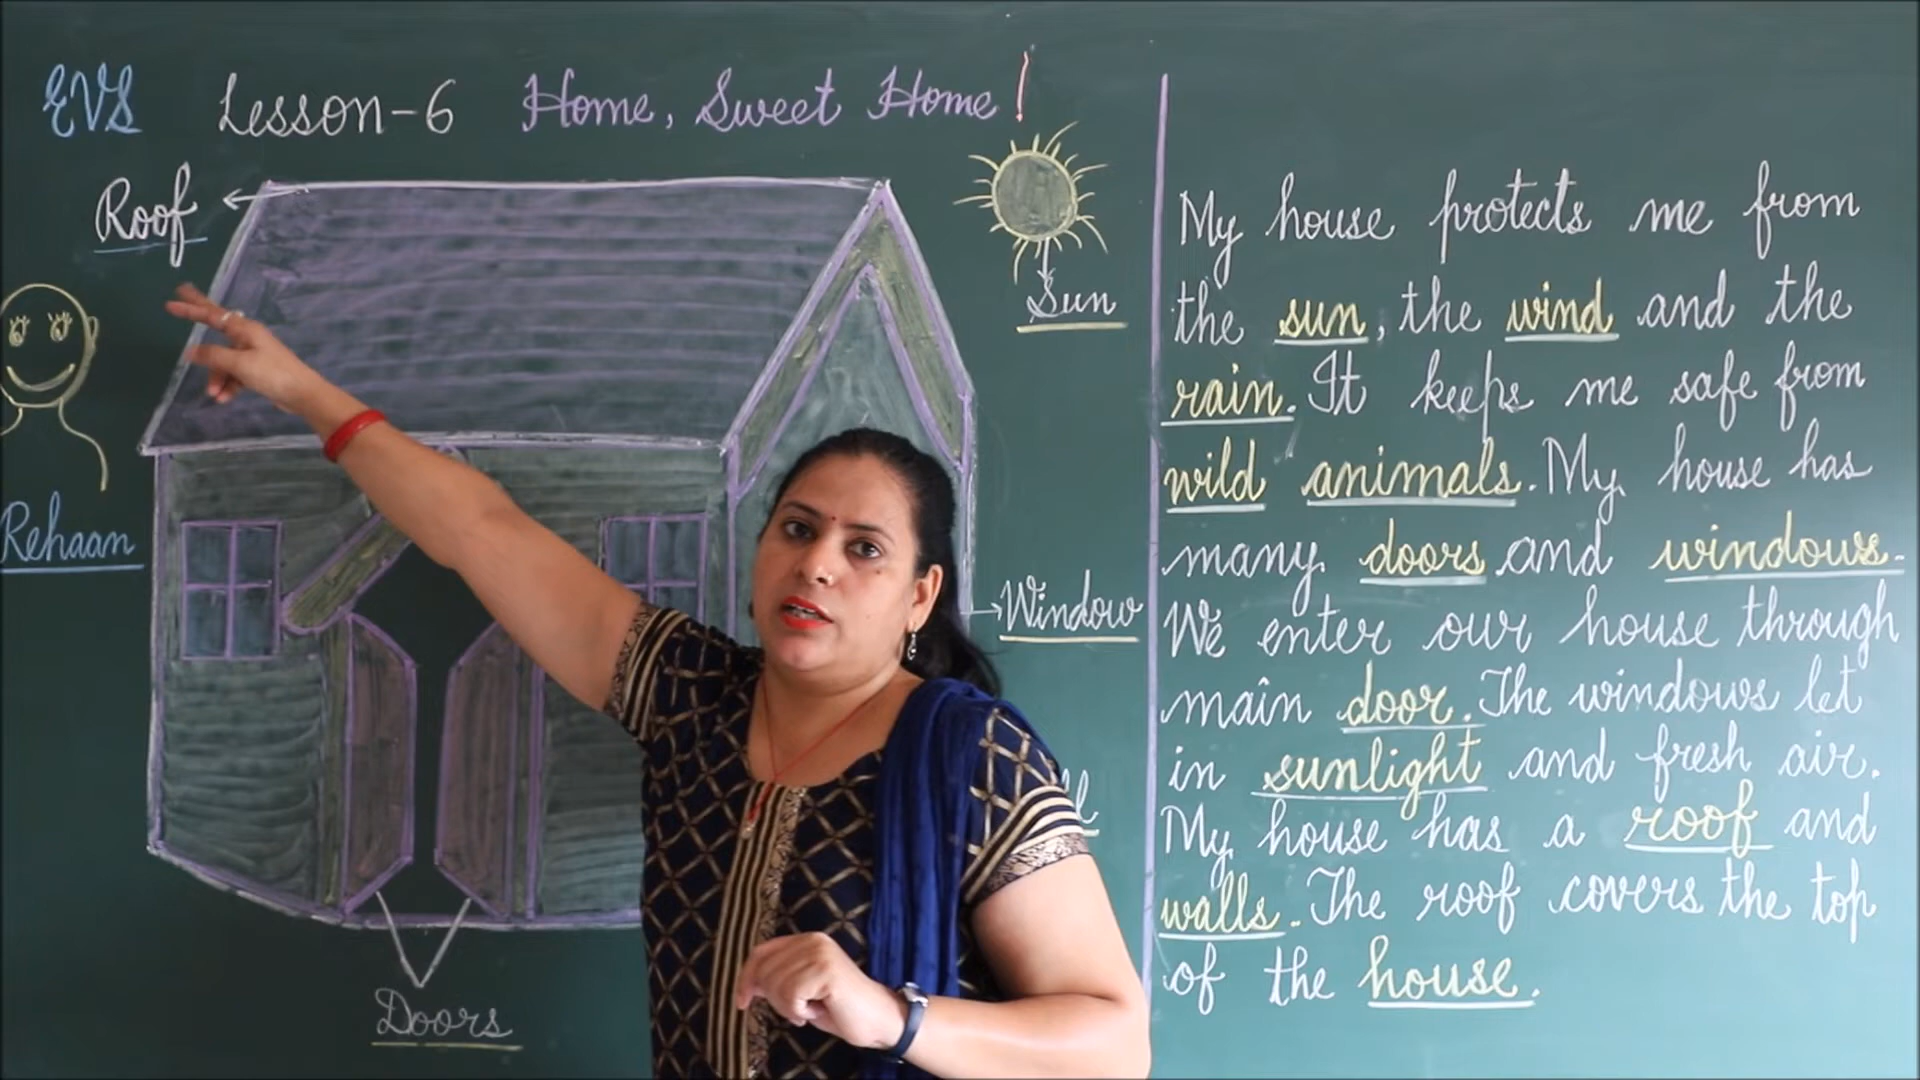 EVS Lesson-6 Home, Sweet Home!
Roof
Sun
Rehaan
Window
Doors
My house protects me from
the sun, the wind and the
rain. It keeps me safe from
wild animals. My house has
many doors and windows.
We enter our house through
main door. The windows let
in sunlight and fresh air.
My house has a roof and
walls. The roof covers the top
of the house.